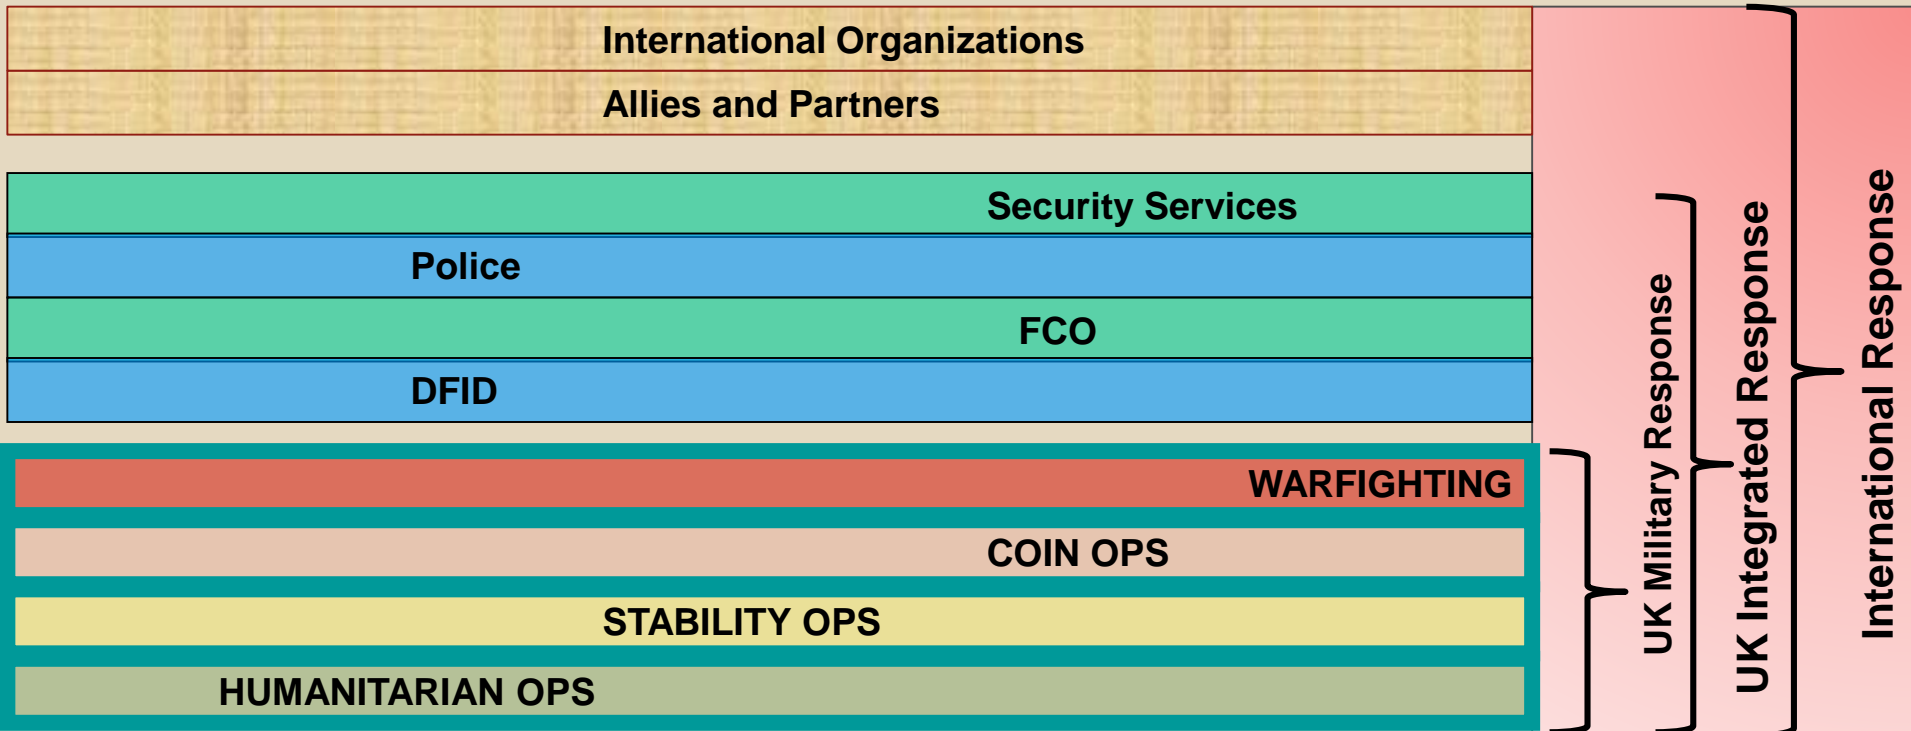 International Organizations
Allies and Partners
Security Services
Police
FCO
DFID
WARFIGHTING
COIN OPS
STABILITY OPS
HUMANITARIAN OPS
UK Military Response
UK Integrated Response
International Response